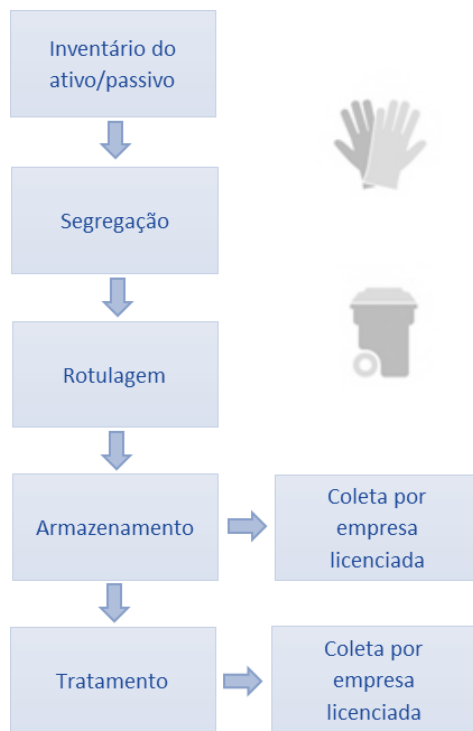 Inventário do
ativo/passivo
Segregação
Rotulagem
Armazenamento
Coleta por
empresa
licenciada
Tratamento
Coleta por
empresa
licenciada